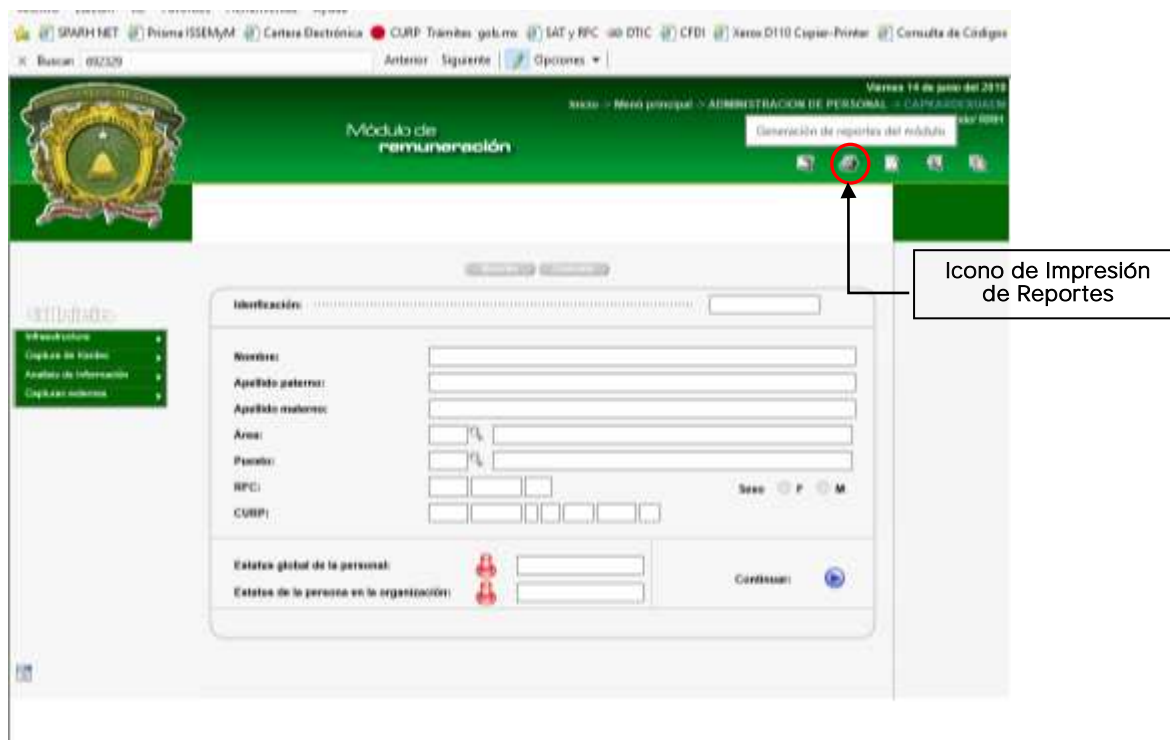 SPARH NET Prisma ISSEMyM Cartera Electrónica CURP Trámites gob.mx SAT y RFC DTIC CFDI Xerox D110 Copier-Printer Consulta de Códigos
× Buscar: 692329 Anterior Siguiente Opciones
Viernes 14 de junio del 2019
Inicio -> Menú principal -> ADMINISTRACION DE PERSONAL ->
Generación de reportes del módulo
Módulo de
remuneración
Icono de Impresión
de Reportes
Identificación:
Infraestructura
Captura de Kardex
Análisis de Información
Capturas externas
Nombre:
Apellido paterno:
Apellido materno:
Área:
Puesto:
RFC:
Sexo F M
CURP:
Estatus global de la personal:
Estatus de la persona en la organización:
Continuar: